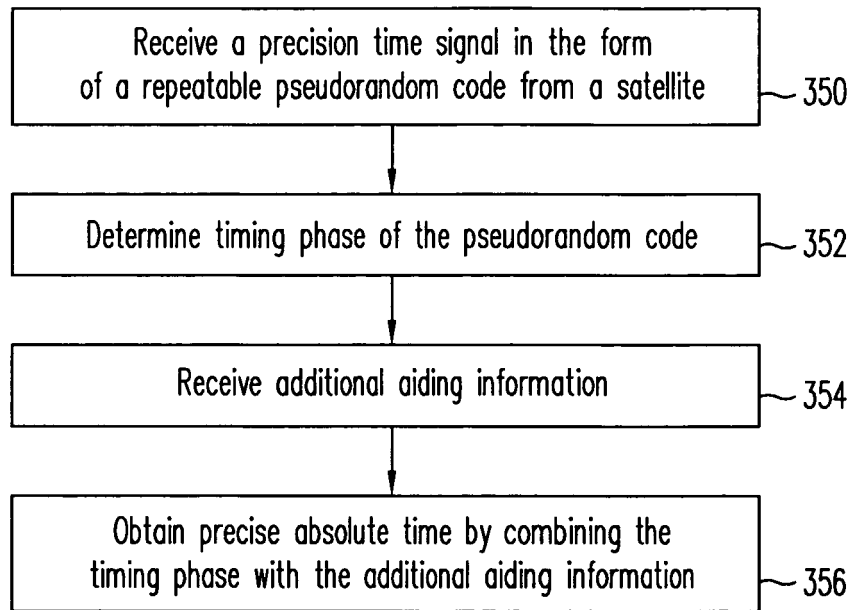 Receive a precision time signal in the form
of a repeatable pseudorandom code from a satellite
350
Determine timing phase of the pseudorandom code
352
Receive additional aiding information
354
Obtain precise absolute time by combining the
timing phase with the additional aiding information
356